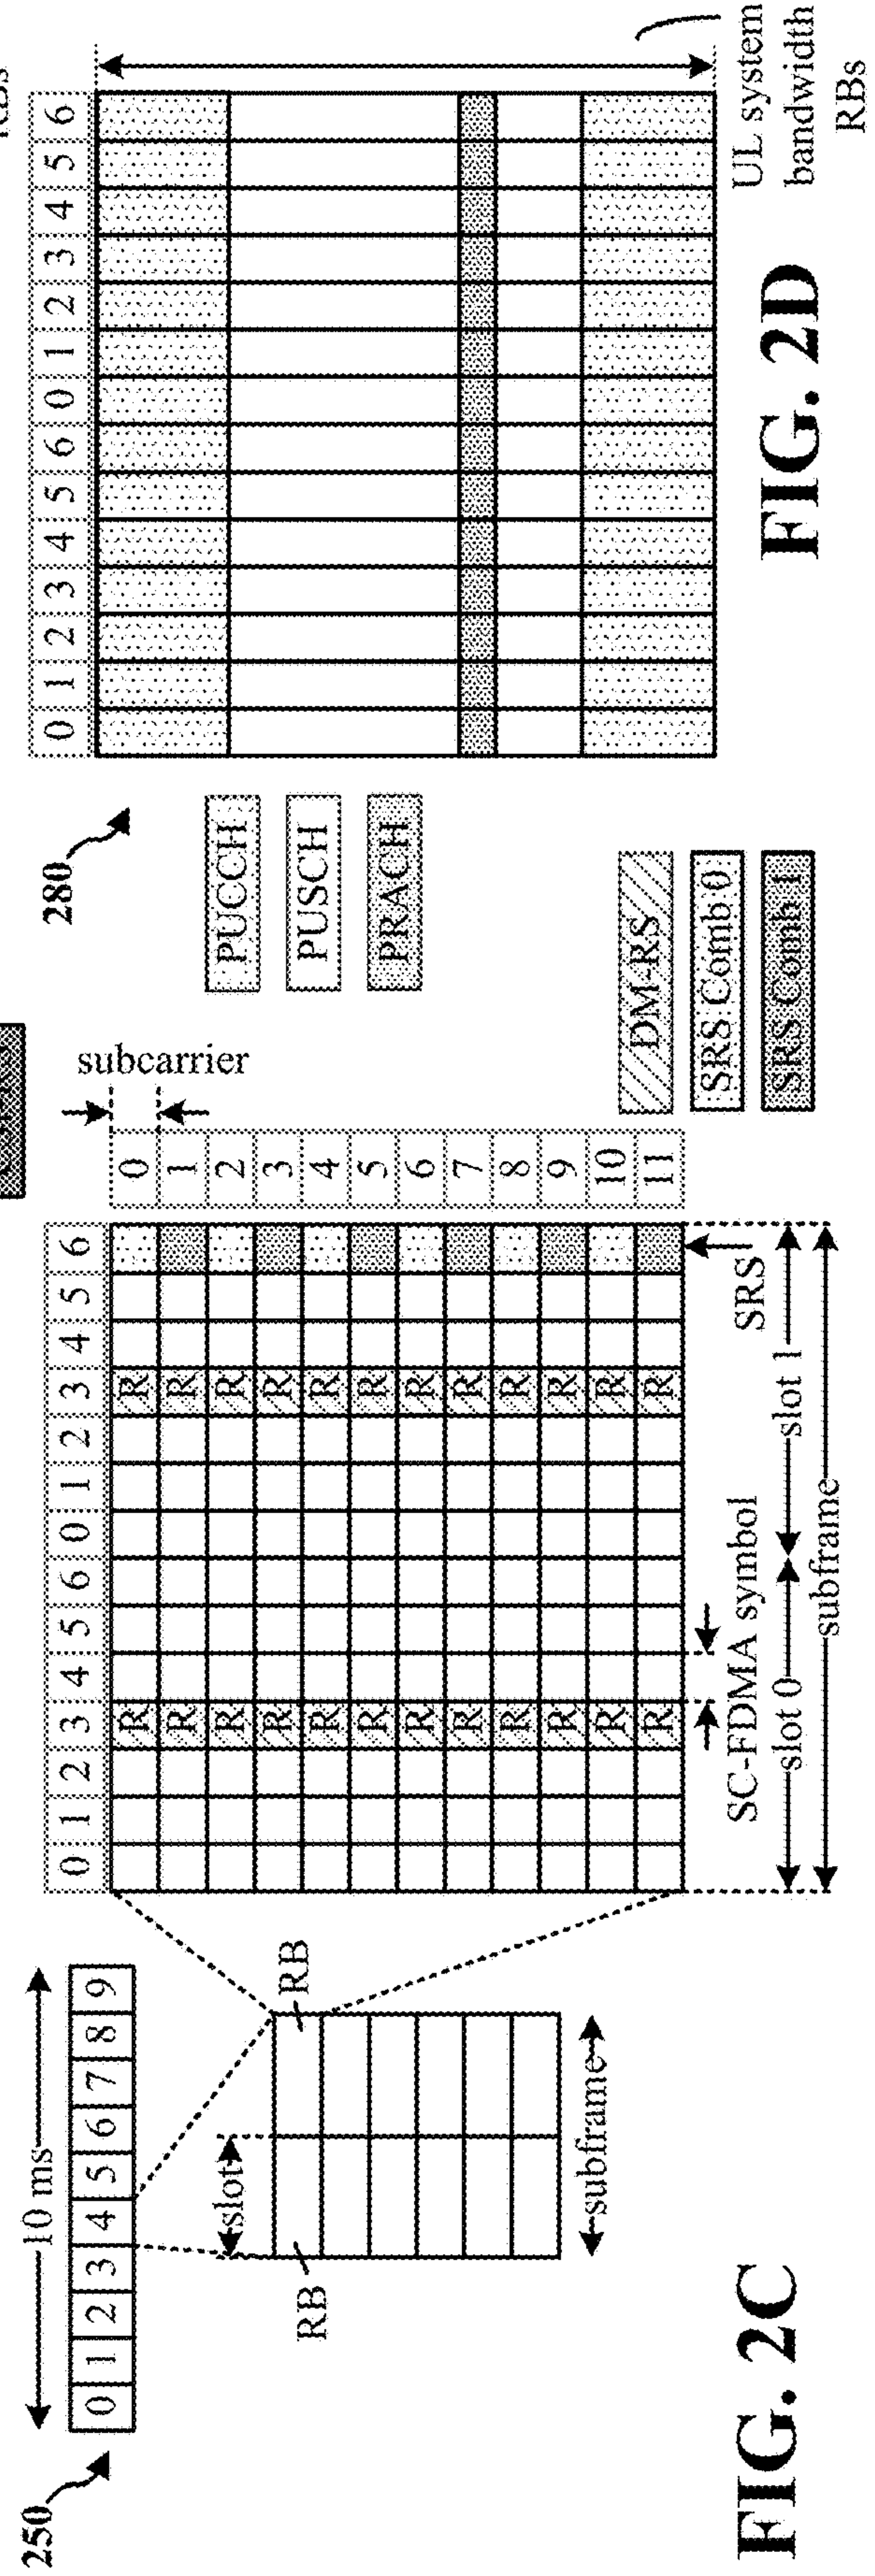 250
10 ms
0 1 2 3 4 5 6 7 8 9
slot
RB
RB
subframe
0 1 2 3 4 5 6 0 1 2 3 4 5 6
R R
R R
R R
R R
R R
R R
R R
R R
R R
R R
R R
R R
subcarrier
0
1
2
3
4
5
6
7
8
9
10
11
SRS
SC-FDMA symbol
slot 0
slot 1
subframe
DM-RS
SRS Comb 0
SRS Comb 1
FIG. 2C
280
0 1 2 3 4 5 6 0 1 2 3 4 5 6
PUCCH
PUSCH
PRACH
UL system
bandwidth
RBs
FIG. 2D